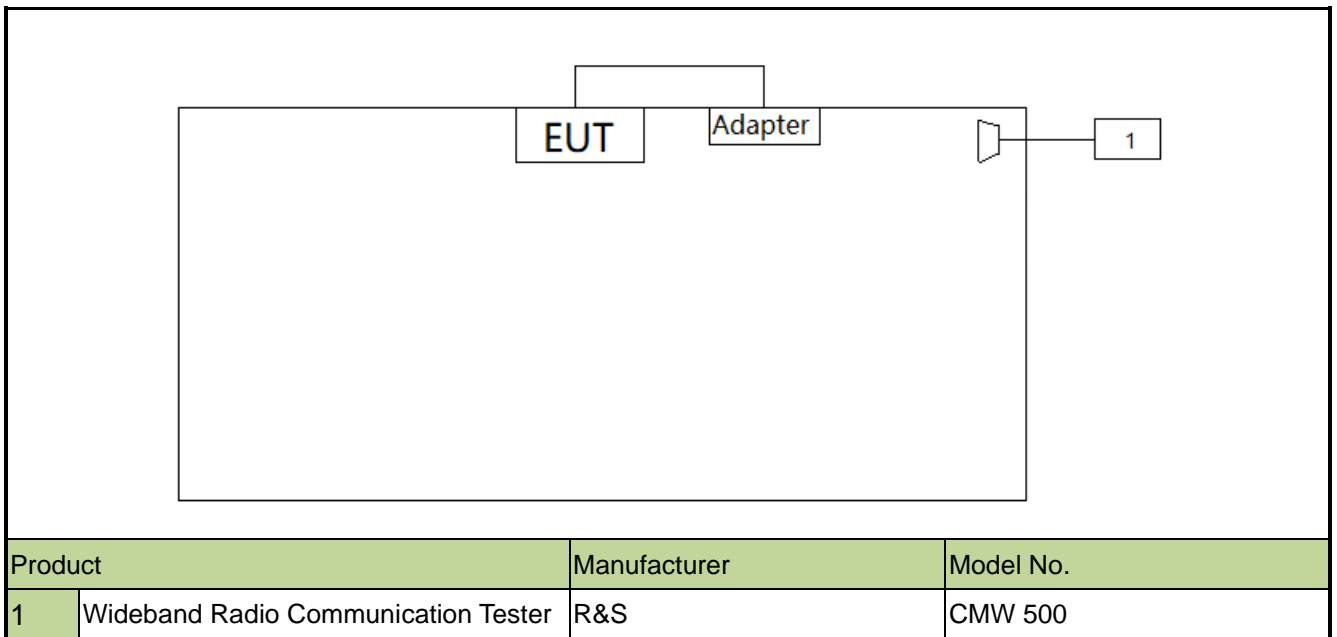 EUT
Adapter
1
Product Manufacturer Model No.
1 Wideband Radio Communication Tester R&S CMW 500